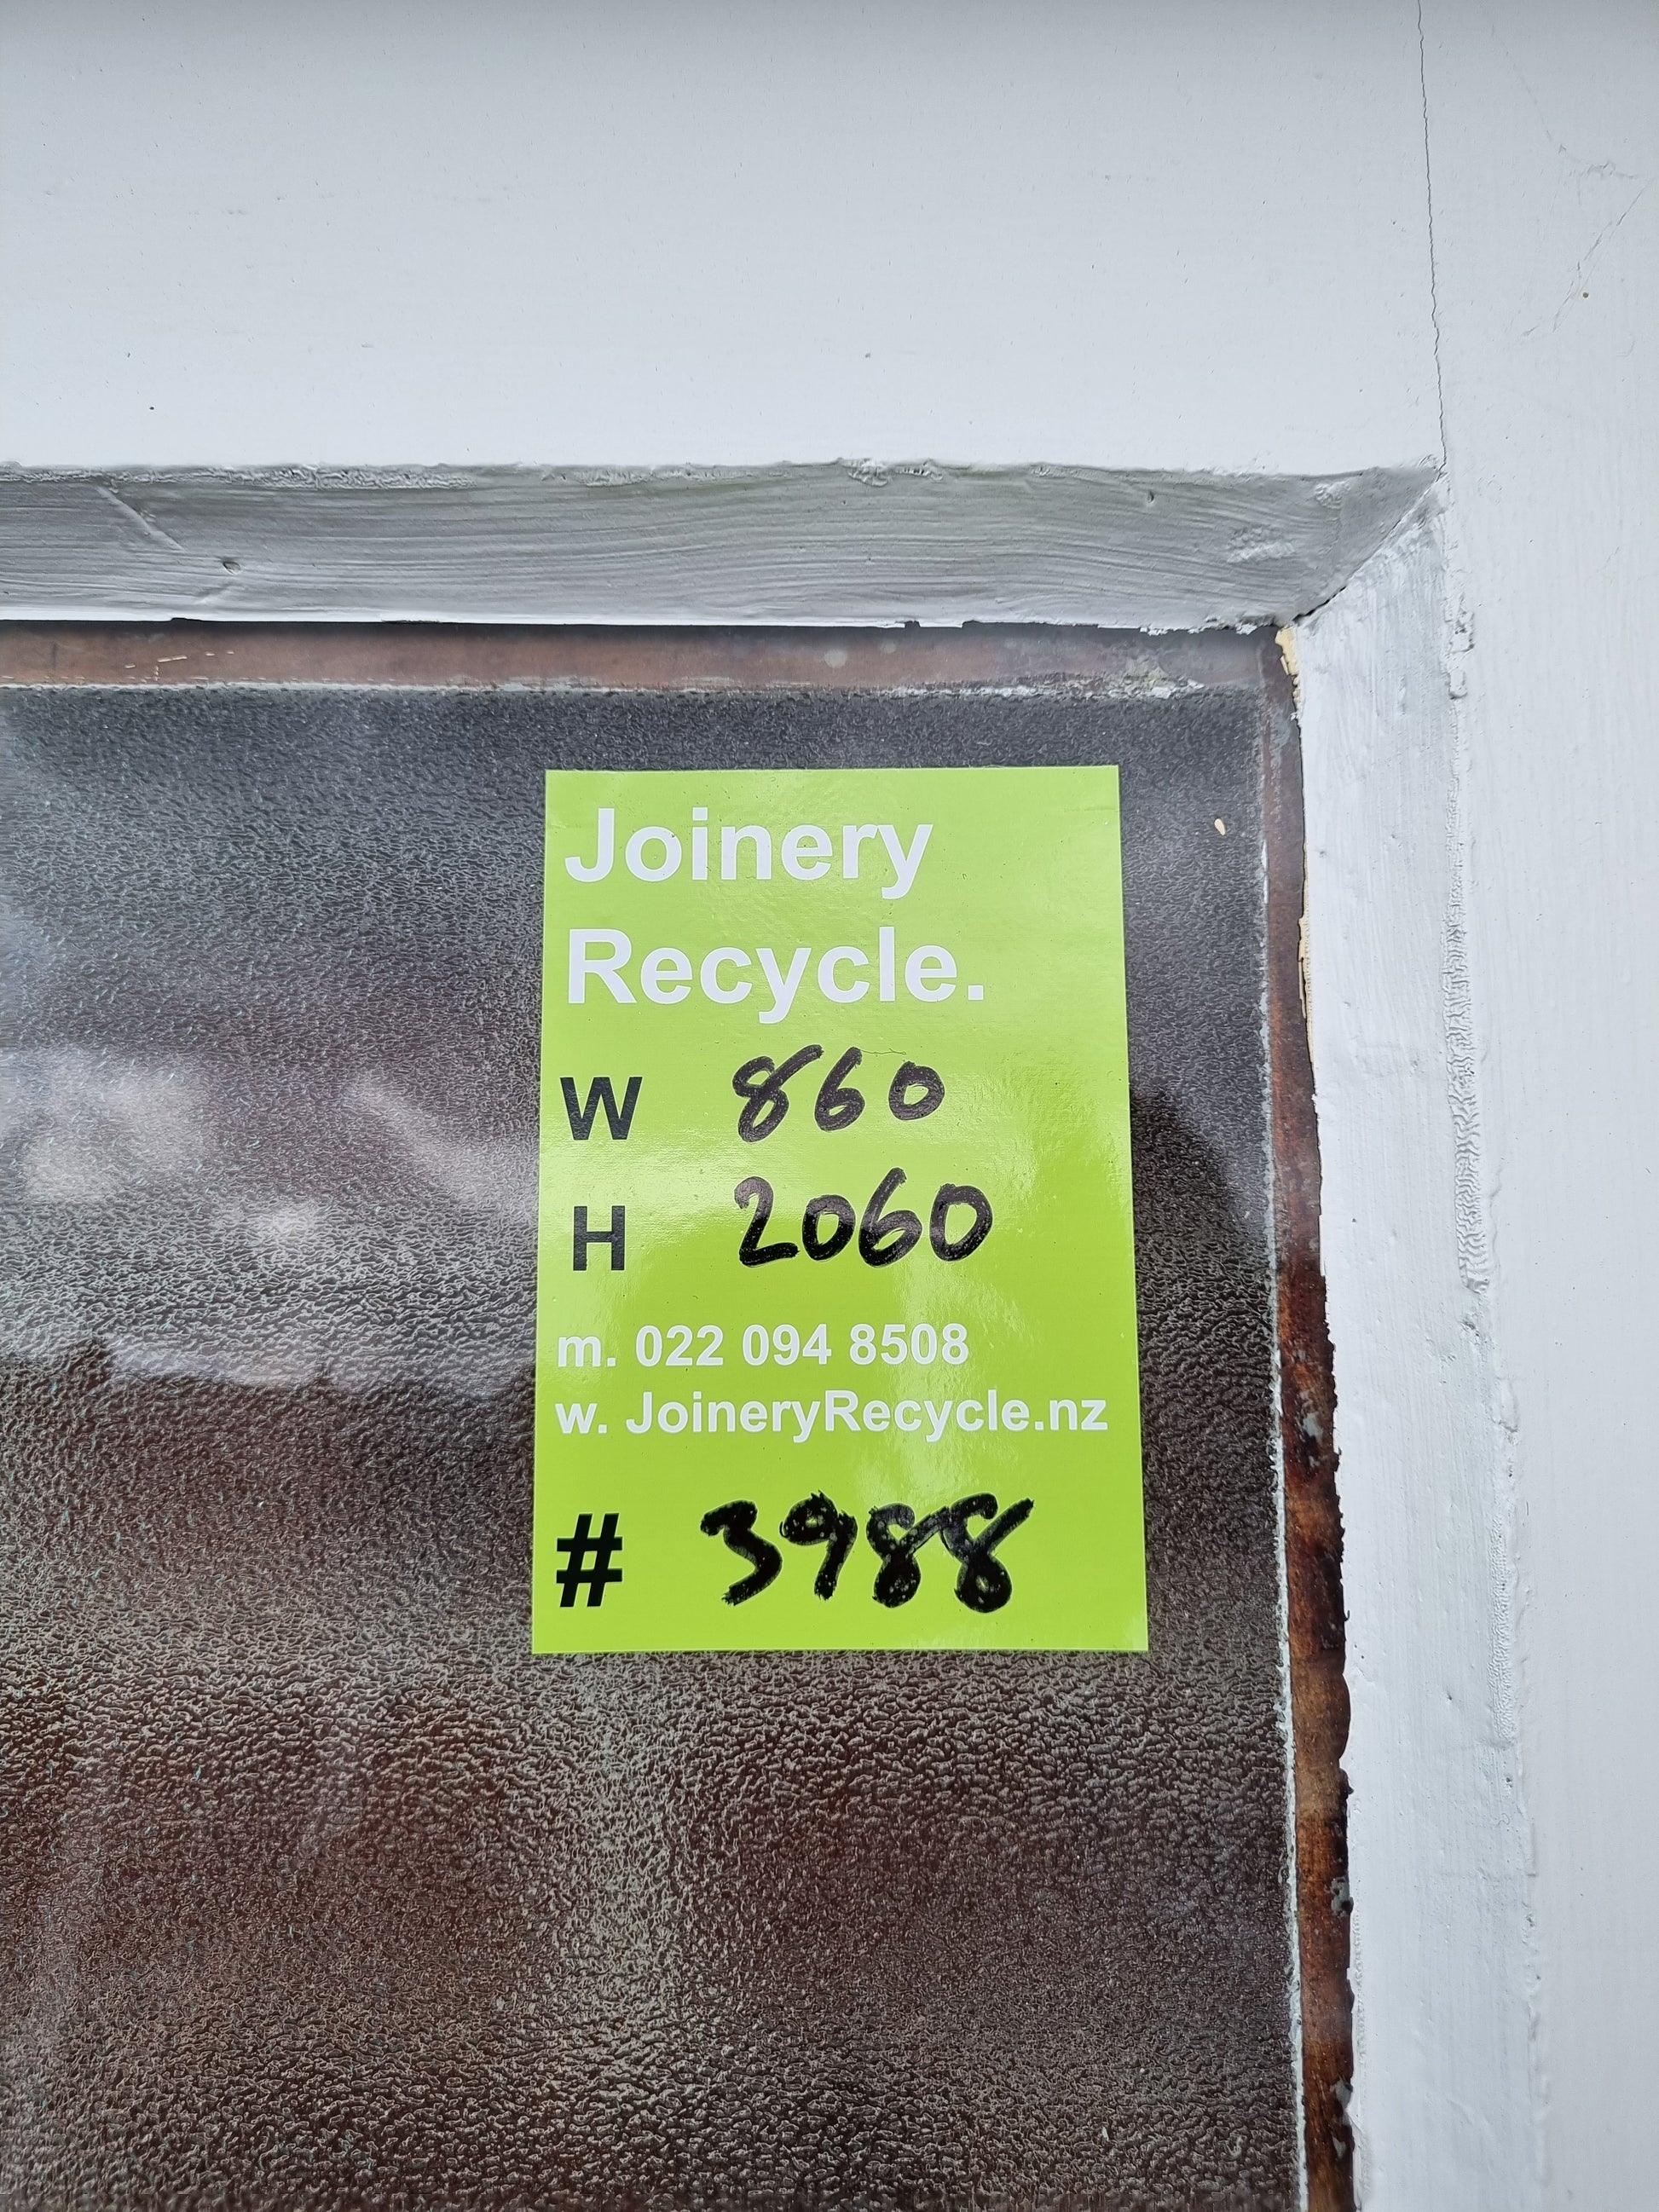 Joinery
Recycle.
W 860
H 2060
m. 022 094 8508
w. JoineryRecycle.nz
# 3988